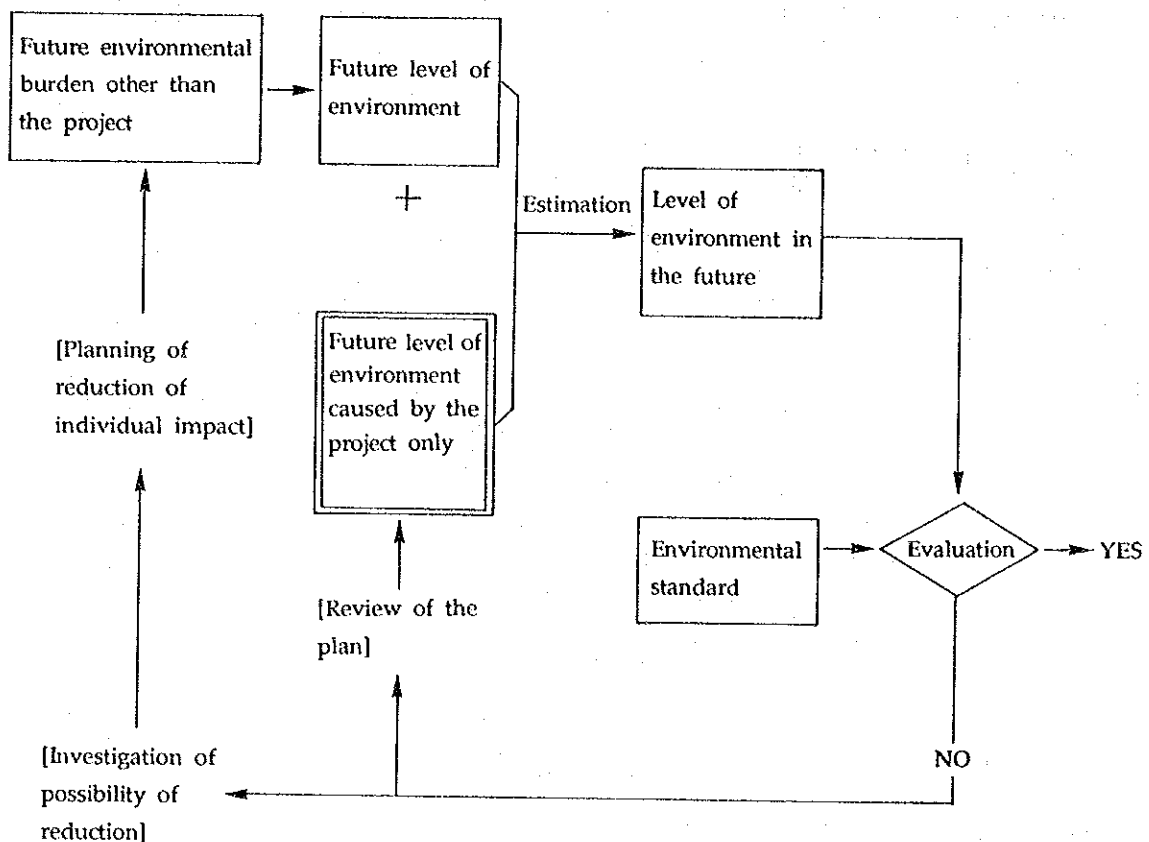 Future environmental
burden other than
the project
Future level of
environment
+
Estimation
Level of
environment in
the future
Future level of
environment
caused by the
project only
[Planning of
reduction of
individual impact]
Environmental
standard
Evaluation
YES
[Review of the
plan]
NO
[Investigation of
possibility of
reduction]